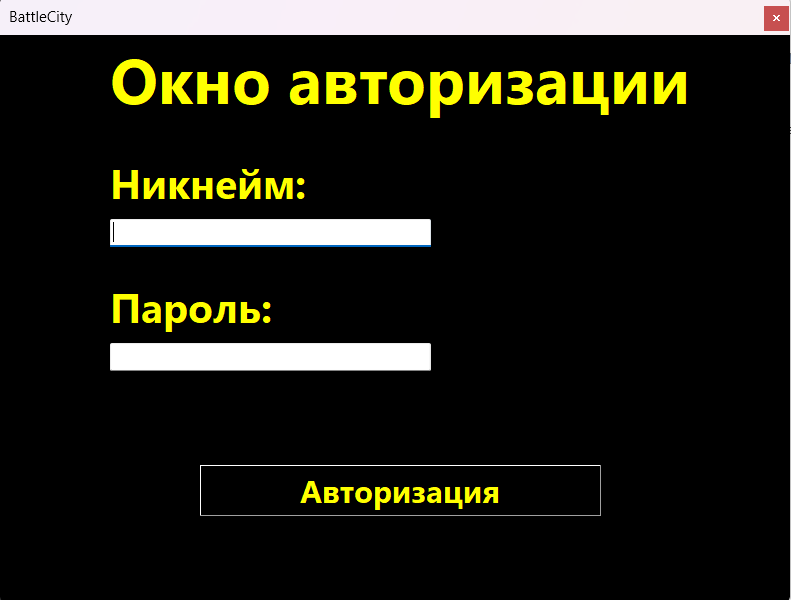 BattleCity
Окно авторизации
Никнейм:
Пароль:
Авторизация